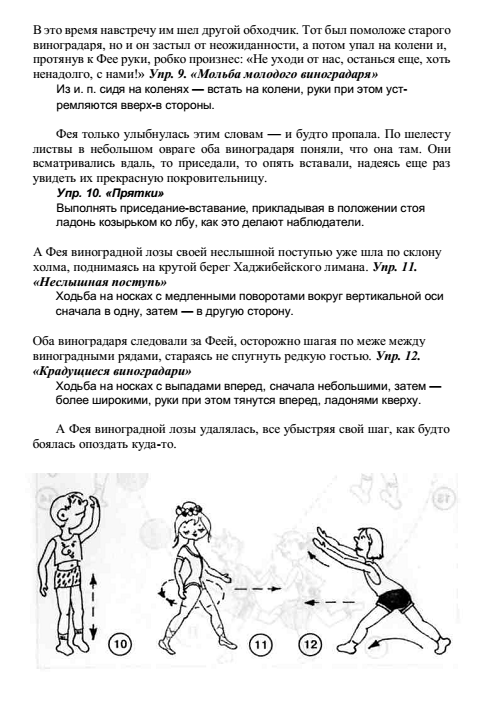 В это время навстречу им шел другой обходчик. Тот был помоложе старого
виноградаря, но и он застыл от неожиданности, а потом упал на колени и,
протянув к Фее руки, робко произнес: «Не уходи от нас, останься еще, хоть
ненадолго, с нами!» Упр. 9. «Мольба молодого виноградаря»
Из и. п. сидя на коленях — встать на колени, руки при этом уст-
ремляются вверх-в стороны.
Фея только улыбнулась этим словам — и будто пропала. По шелесту
листвы в небольшом овраге оба виноградаря поняли, что она там. Они
всматривались вдаль, то приседали, то опять вставали, надеясь еще раз
увидеть их прекрасную покровительницу.
Упр. 10. «Прятки»
Выполнять приседание-вставание, прикладывая в положении стоя
ладонь козырьком ко лбу, как это делают наблюдатели.
А Фея виноградной лозы своей неслышной поступью уже шла по склону
холма, поднимаясь на крутой берег Хаджибейского лимана. Упр. 11.
«Неслышная поступь»
Ходьба на носках с медленными поворотами вокруг вертикальной оси
сначала в одну, затем — в другую сторону.
Оба виноградаря следовали за Феей, осторожно шагая по меже между
виноградными рядами, стараясь не спугнуть редкую гостью. Упр. 12.
«Крадущиеся виноградари»
Ходьба на носках с выпадами вперед, сначала небольшими, затем —
более широкими, руки при этом тянутся вперед, ладонями кверху.
А Фея виноградной лозы удалялась, все убыстряя свой шаг, как будто
боялась опоздать куда-то.
10 11 12